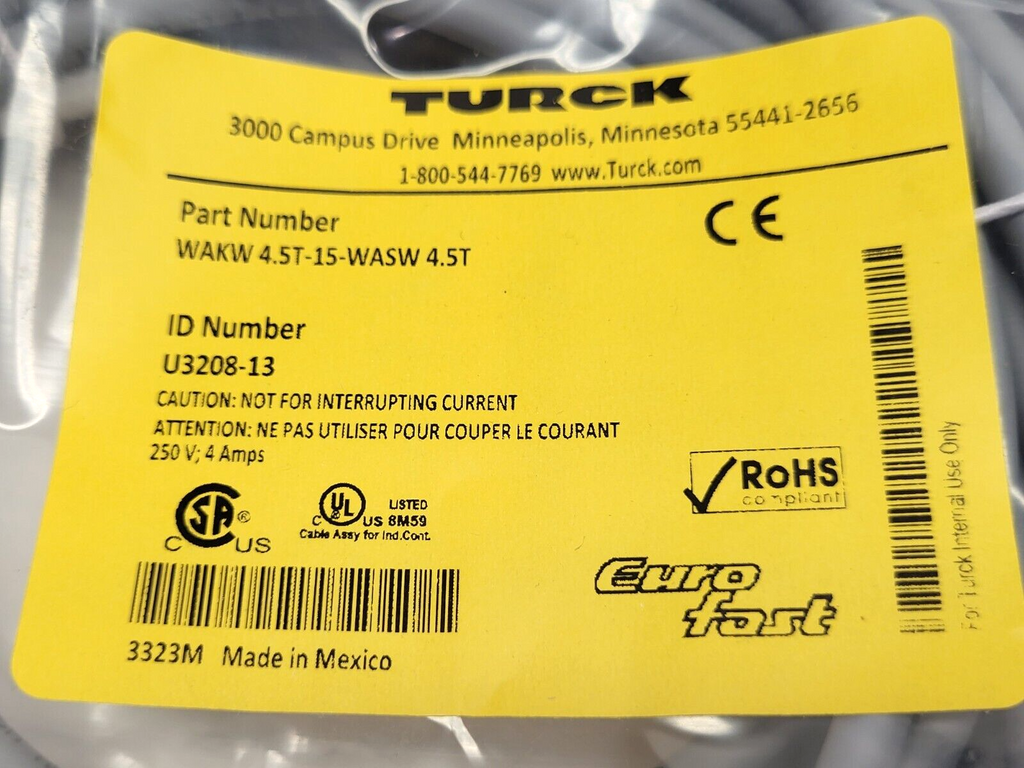 TURCK
3000 Campus Drive Minneapolis, Minnesota 55441-2656
1-800-544-7769 www.Turck.com
Part Number
WAKW 4.5T-15-WASW 4.5T
CE
ID Number
U3208-13
CAUTION: NOT FOR INTERRUPTING CURRENT
ATTENTION: NE PAS UTILISER POUR COUPER LE COURANT
250 V; 4 Amps
RoHS
compliant
SA ®
C US
C UL US LISTED
8M59
Cable Assy for Ind.Cont.
Euro
fast
3323M Made in Mexico
For Turck Internal Use Only